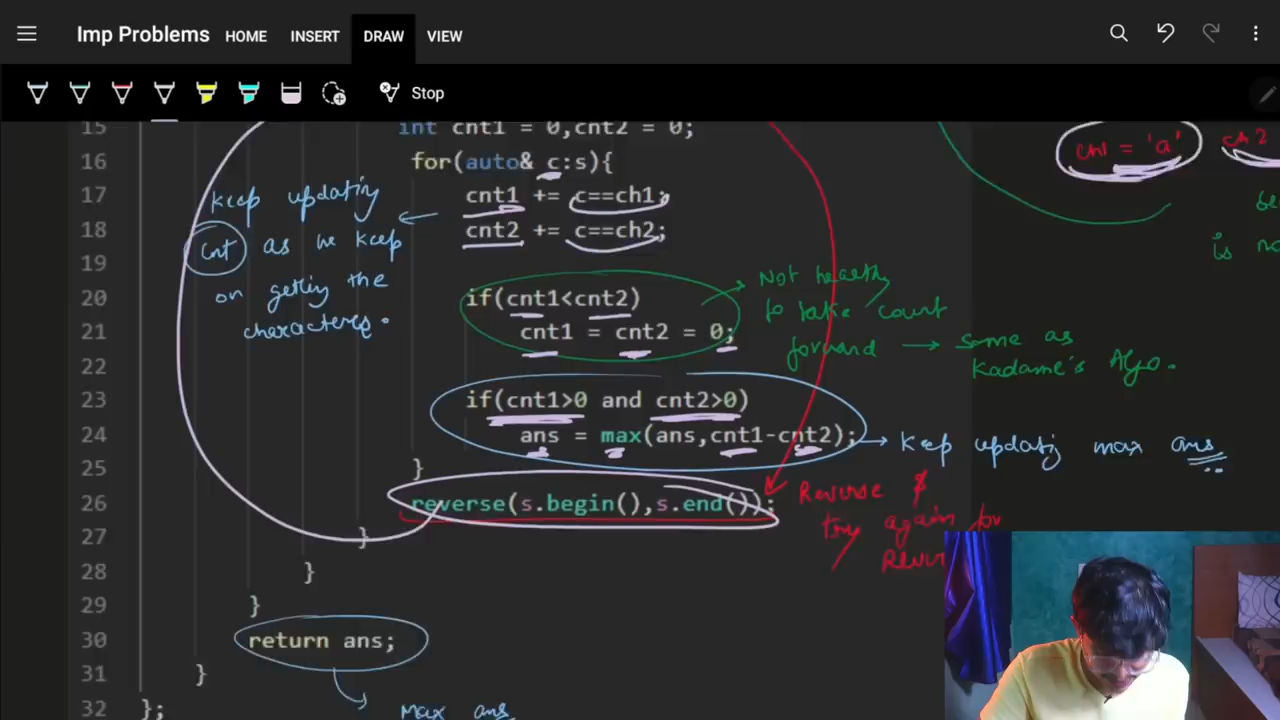 Imp Problems HOME INSERT DRAW VIEW
Stop
15 int cnt1 = 0,cnt2 = 0;
16 for(auto& c:s){
17 cnt1 += c==ch1;
18 cnt2 += c==ch2;
19
20 if(cnt1<cnt2)
21 cnt1 = cnt2 = 0;
22
23 if(cnt1>0 and cnt2>0)
24 ans = max(ans,cnt1-cnt2);
25 }
26 reverse(s.begin(),s.end());
27 }
28 }
29 }
30 return ans;
31 }
32 };
keep updating
cnt as we keep
on getting the
characters.
Not healthy
to take count
forward → same as
Kadame's Algo.
keep updating max ans
Reverse &
try again for
Max ans
ch1 = 'a' ch2
is